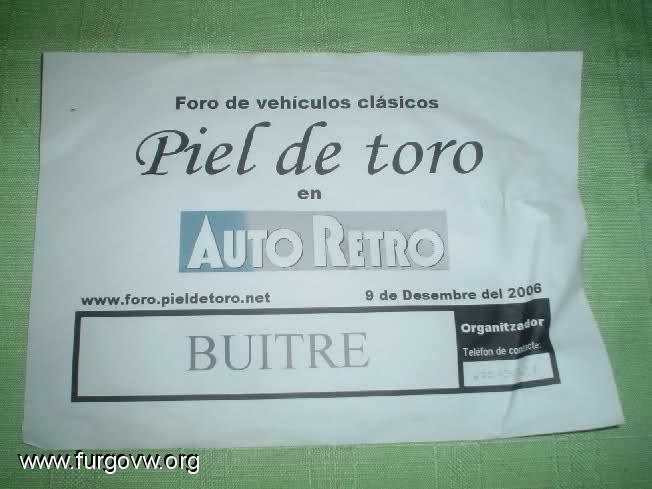 Foro de vehículos clásicos
Piel de toro
en
AUTO RETRO
www.foro.pieldetoro.net 9 de Desembre del 2006
BUITRE
Organitzador
Telèfon de contacte:
www.furgovw.org